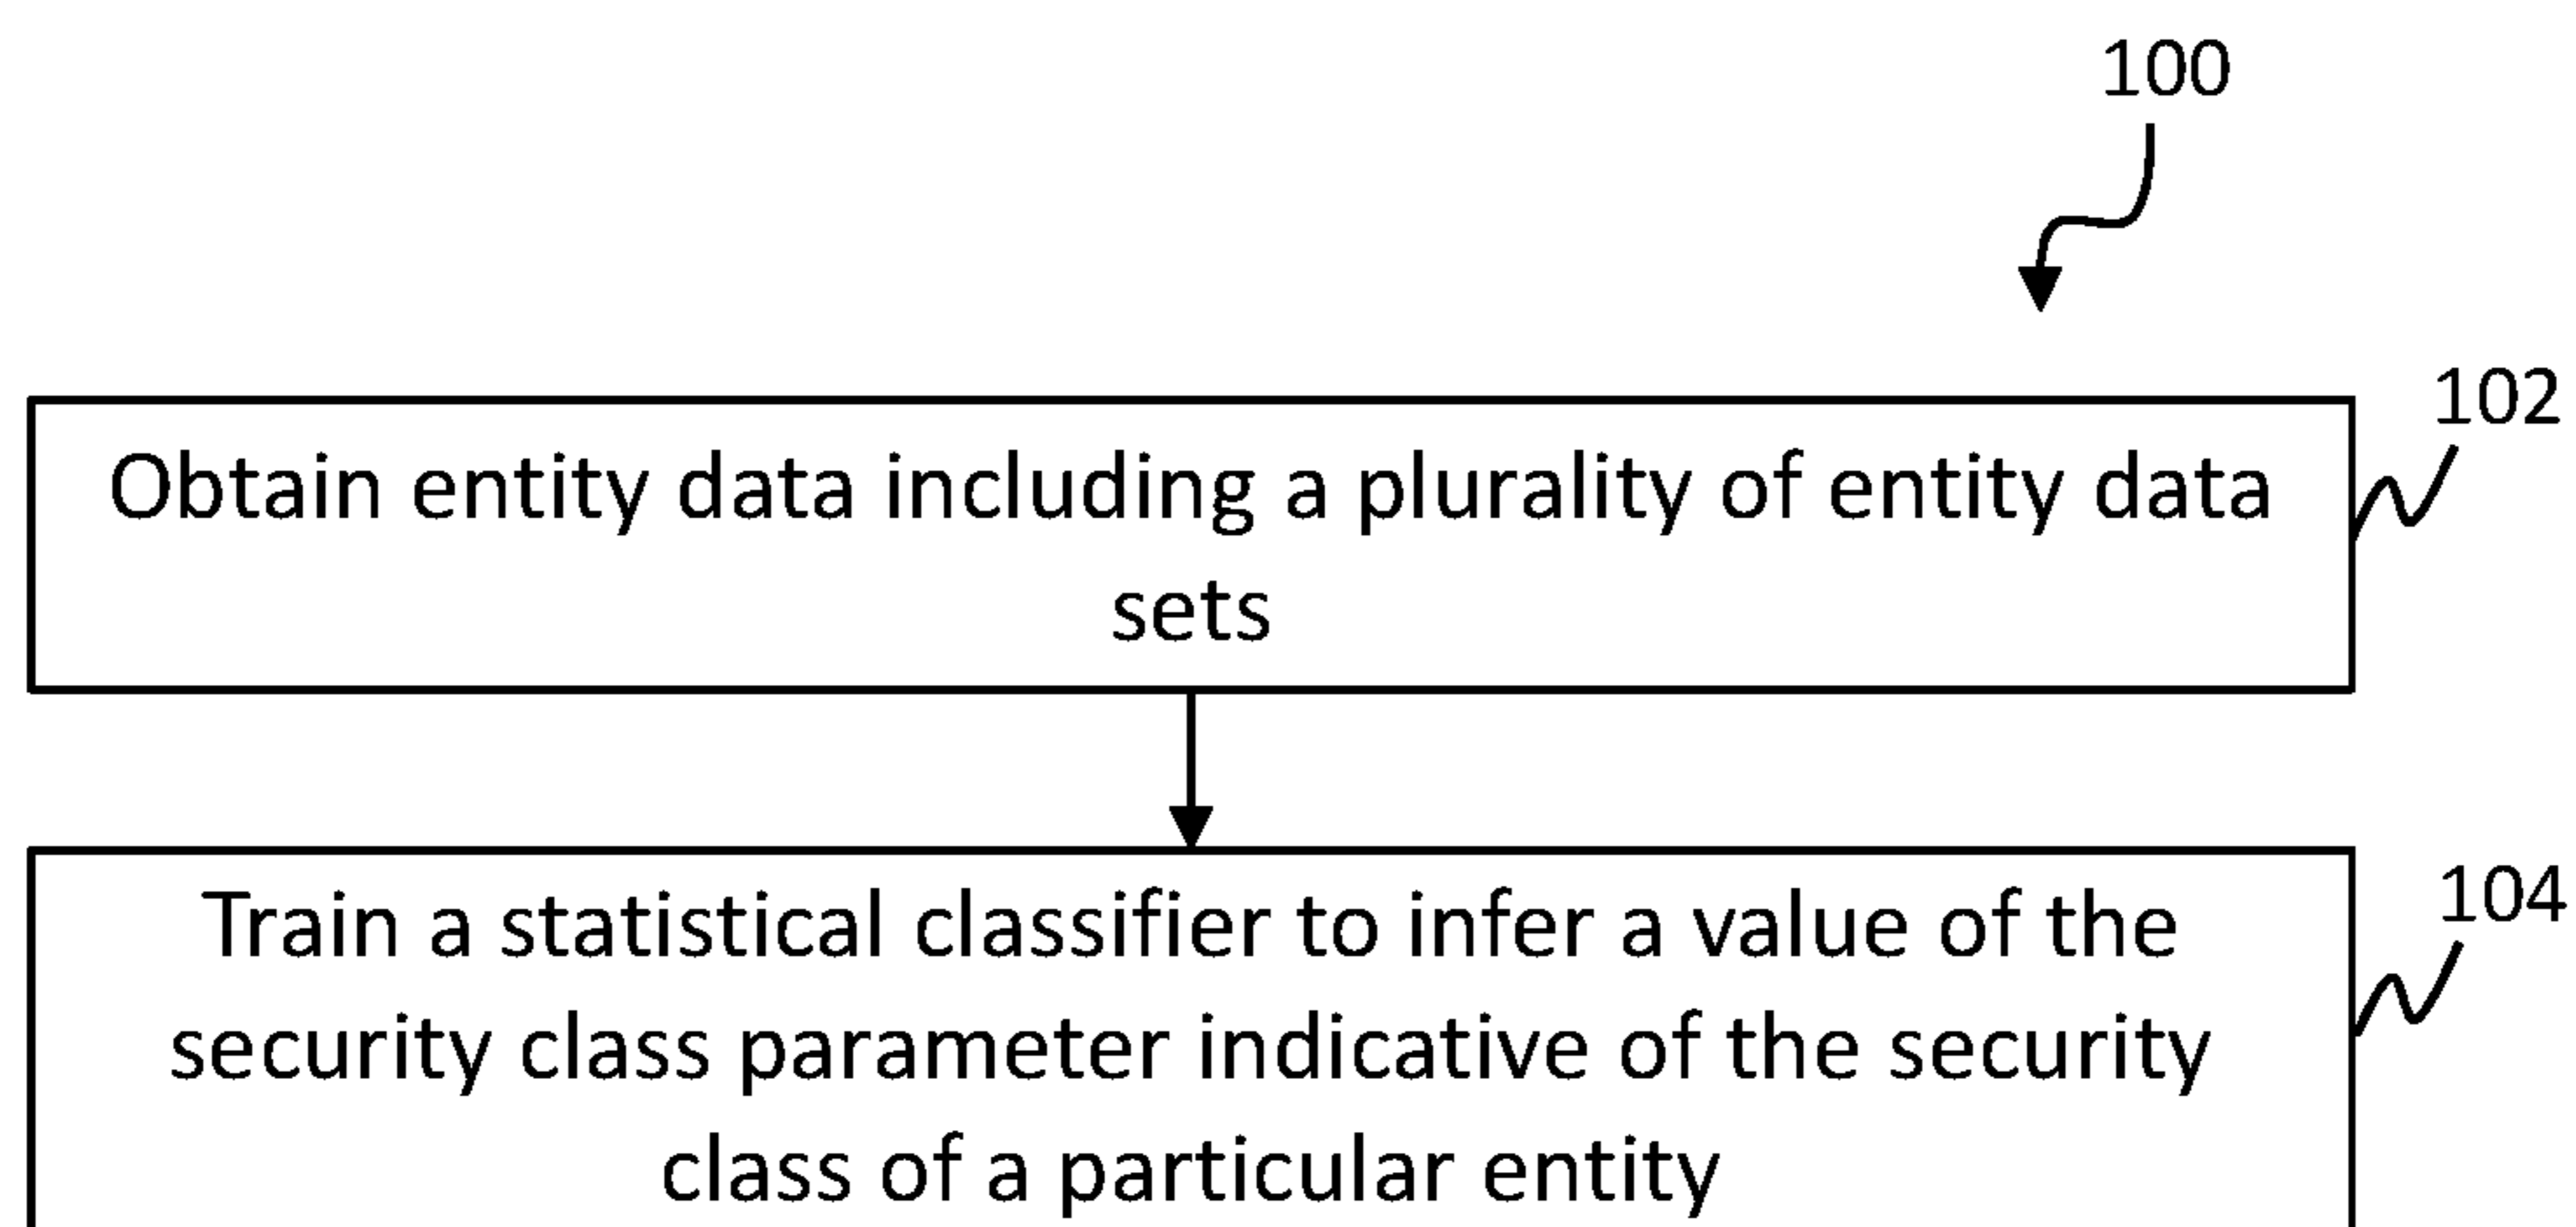 100
102
Obtain entity data including a plurality of entity data
sets
104
Train a statistical classifier to infer a value of the
security class parameter indicative of the security
class of a particular entity